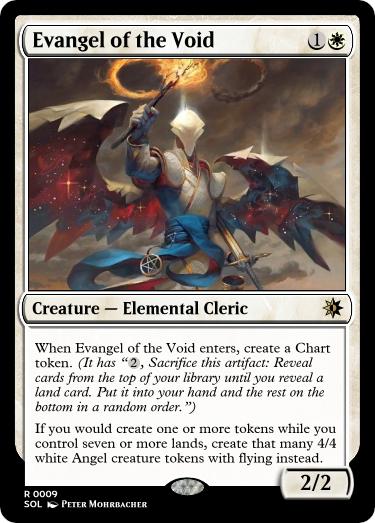 Evangel of the Void 1
Creature — Elemental Cleric
When Evangel of the Void enters, create a Chart
token. (It has “2, Sacrifice this artifact: Reveal
cards from the top of your library until you reveal a
land card. Put it into your hand and the rest on the
bottom in a random order.”)
If you would create one or more tokens while you
control seven or more lands, create that many 4/4
white Angel creature tokens with flying instead.
2/2
R 0009
SOL Peter Mohrbacher